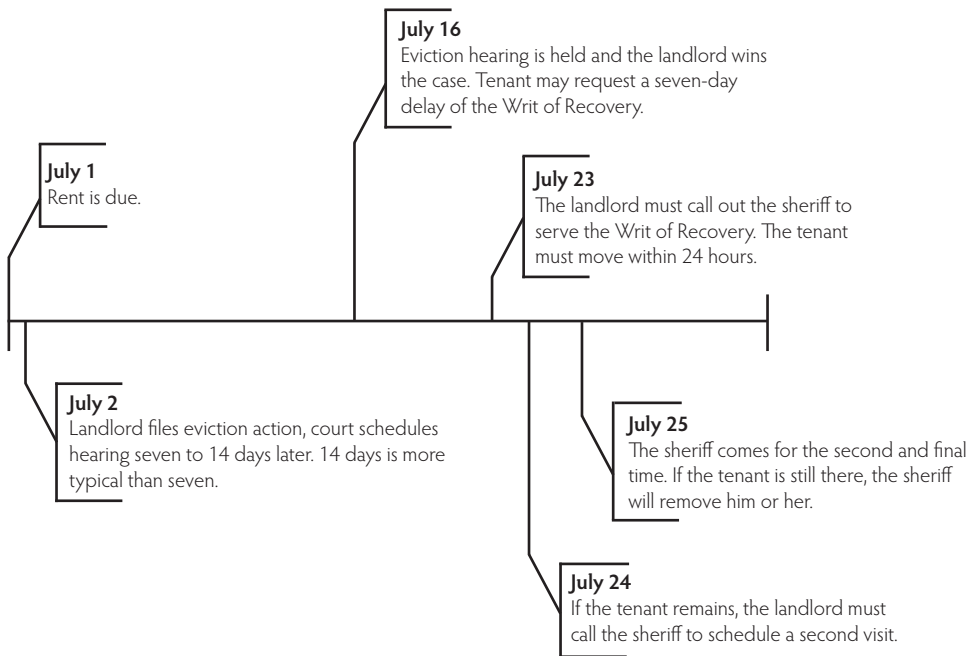 July 16
Eviction hearing is held and the landlord wins
the case. Tenant may request a seven-day
delay of the Writ of Recovery.
July 1
Rent is due.
July 23
The landlord must call out the sheriff to
serve the Writ of Recovery. The tenant
must move within 24 hours.
July 2
Landlord files eviction action, court schedules
hearing seven to 14 days later. 14 days is more
typical than seven.
July 25
The sheriff comes for the second and final
time. If the tenant is still there, the sheriff
will remove him or her.
July 24
If the tenant remains, the landlord must
call the sheriff to schedule a second visit.